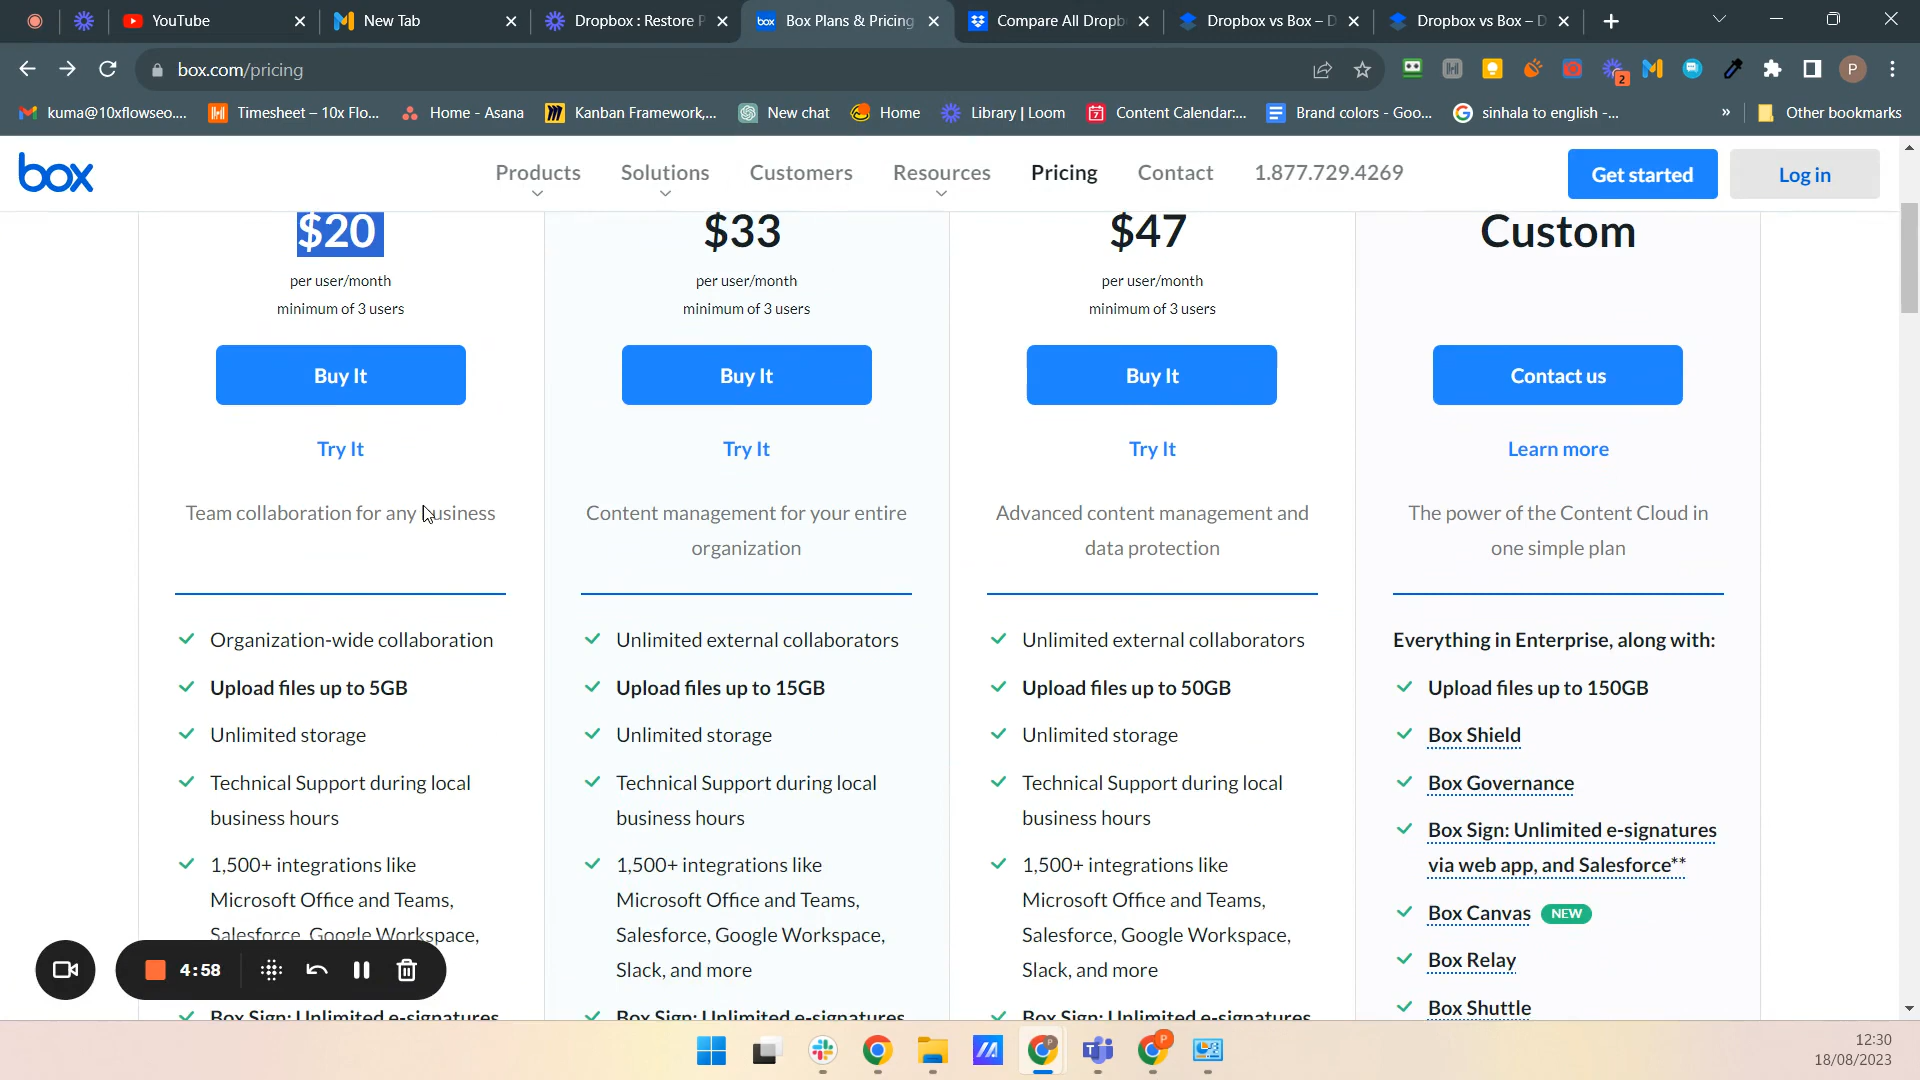 YouTube
New Tab
Dropbox : Restore P
Box Plans & Pricing
Compare All Dropb
Dropbox vs Box – D
Dropbox vs Box – D
box.com/pricing
2
P
kuma@10xflowseo....
Timesheet – 10x Flo...
Home - Asana
Kanban Framework,...
New chat
Home
Library | Loom
Content Calendar:...
Brand colors - Goo...
sinhala to english -...
»
Other bookmarks
box
Products
Solutions
Customers
Resources
Pricing
Contact
1.877.729.4269
Get started
Log in
$20
per user/month
minimum of 3 users
Buy It
Try It
Team collaboration for any business
Organization-wide collaboration
Upload files up to 5GB
Unlimited storage
Technical Support during local
business hours
1,500+ integrations like
Microsoft Office and Teams,
Salesforce, Google Workspace,
Box Sign: Unlimited e-signatures
$33
per user/month
minimum of 3 users
Buy It
Try It
Content management for your entire
organization
Unlimited external collaborators
Upload files up to 15GB
Unlimited storage
Technical Support during local
business hours
1,500+ integrations like
Microsoft Office and Teams,
Salesforce, Google Workspace,
Slack, and more
Box Sign: Unlimited e-signatures
$47
per user/month
minimum of 3 users
Buy It
Try It
Advanced content management and
data protection
Unlimited external collaborators
Upload files up to 50GB
Unlimited storage
Technical Support during local
business hours
1,500+ integrations like
Microsoft Office and Teams,
Salesforce, Google Workspace,
Slack, and more
Box Sign: Unlimited e-signatures
Custom
Contact us
Learn more
The power of the Content Cloud in
one simple plan
Everything in Enterprise, along with:
Upload files up to 150GB
Box Shield
Box Governance
Box Sign: Unlimited e-signatures
via web app, and Salesforce**
Box Canvas NEW
Box Relay
Box Shuttle
4:58
12:30
18/08/2023